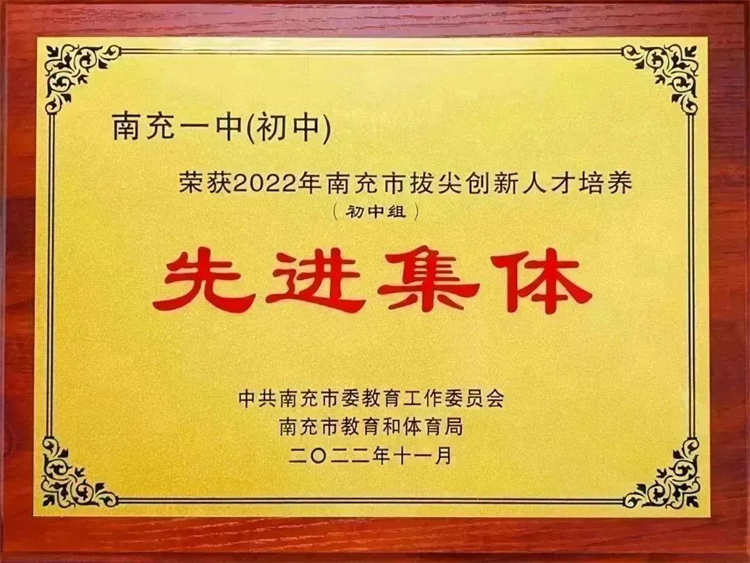 南充一中(初中)
荣获2022年南充市拔尖创新人才培养
（初中组）
先进集体
中共南充市委教育工作委员会
南充市教育和体育局
二〇二二年十一月